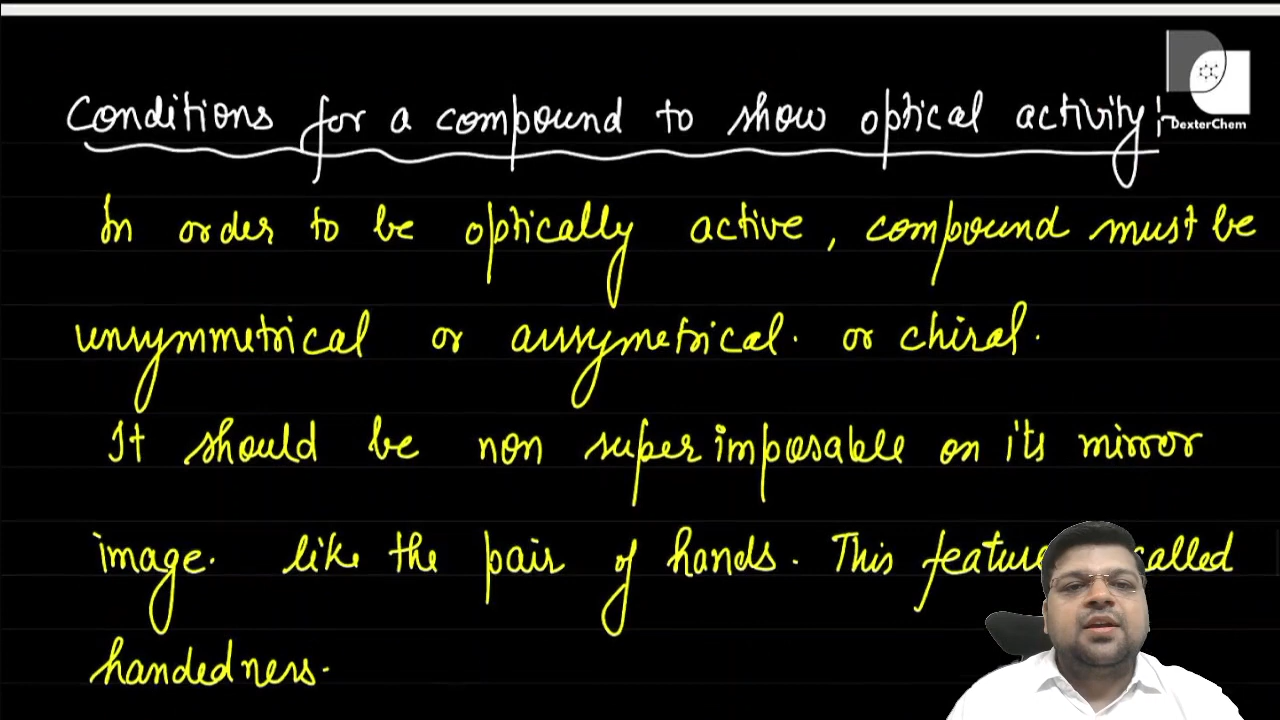 Conditions for a compound to show optical activity :-
DexterChem
In order to be optically active, compound must be
unsymmetrical or assymetrical. or chiral.
It should be non superimposable on its mirror
image. like the pair of hands. This feature called
handedness.